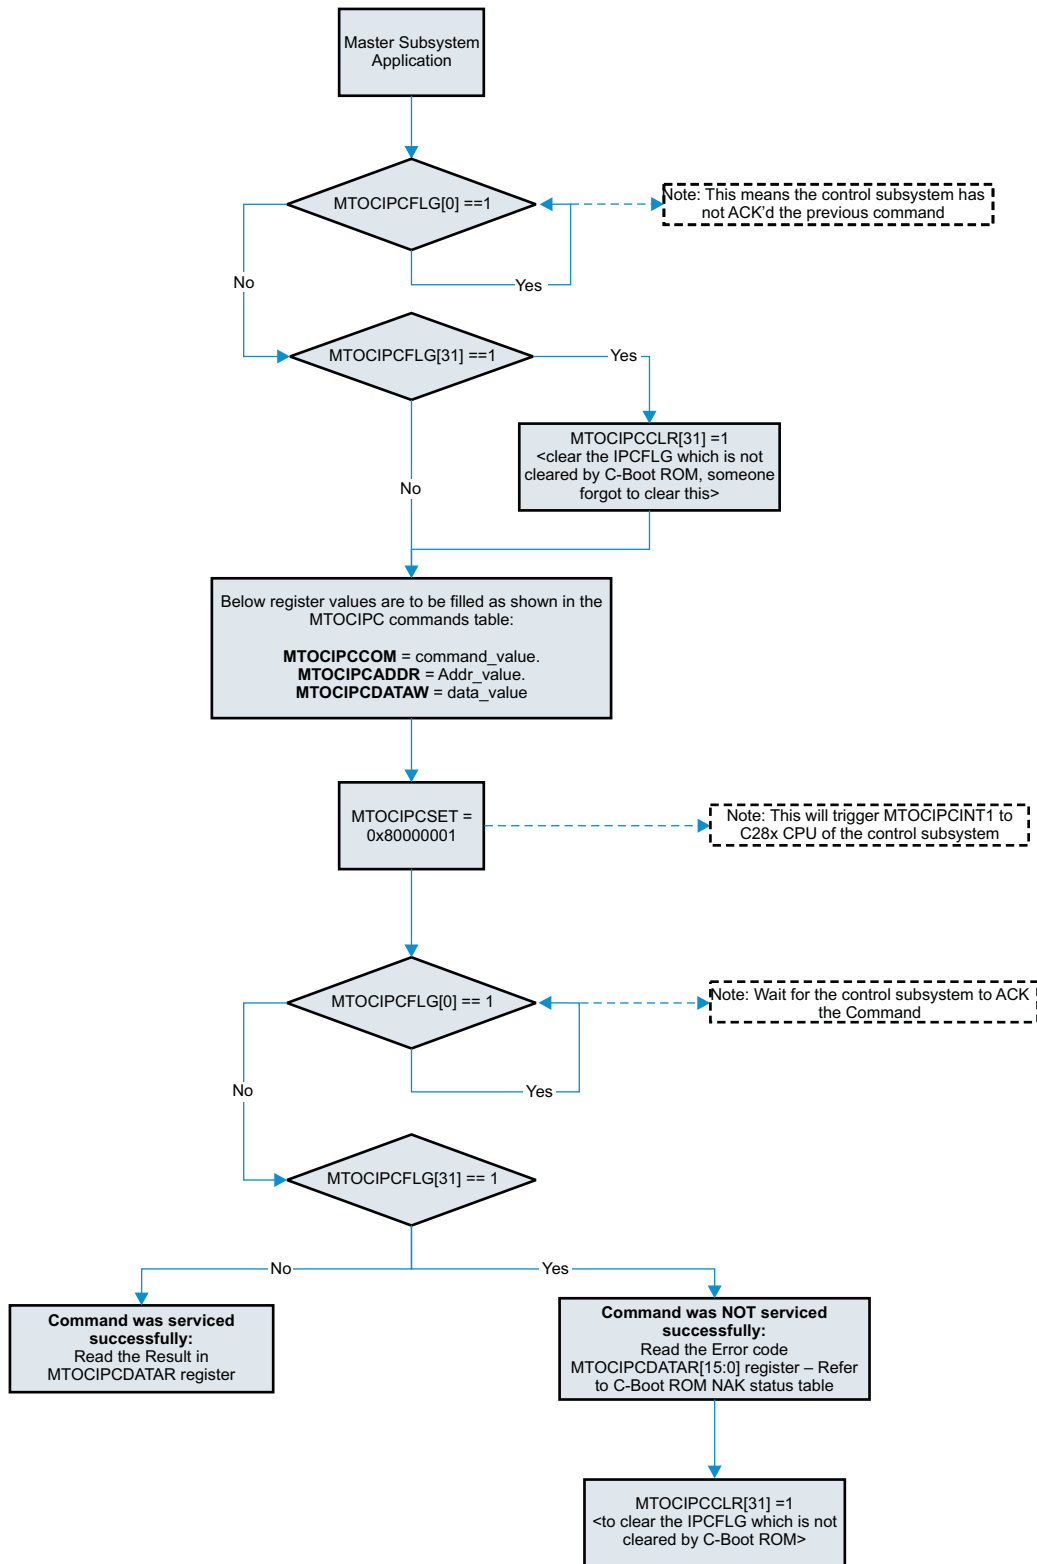 Master Subsystem
Application
MTOCIPCFLG[0] ==1
Note: This means the control subsystem has
not ACK’d the previous command
No
Yes
MTOCIPCFLG[31] ==1
Yes
MTOCIPCCLR[31] =1
<clear the IPCFLG which is not
cleared by C-Boot ROM, someone
forgot to clear this>
No
Below register values are to be filled as shown in the
MTOCIPC commands table:
MTOCIPCCOM = command_value.
MTOCIPCADDR = Addr_value.
MTOCIPCDATAW = data_value
MTOCIPCSET =
0x80000001
Note: This will trigger MTOCIPCINT1 to
C28x CPU of the control subsystem
MTOCIPCFLG[0] == 1
Note: Wait for the control subsystem to ACK
the Command
No
Yes
MTOCIPCFLG[31] == 1
No
Yes
Command was serviced
successfully:
Read the Result in
MTOCIPCDATAR register
Command was NOT serviced
successfully:
Read the Error code
MTOCIPCDATAR[15:0] register – Refer
to C-Boot ROM NAK status table
MTOCIPCCLR[31] =1
<to clear the IPCFLG which is not
cleared by C-Boot ROM>